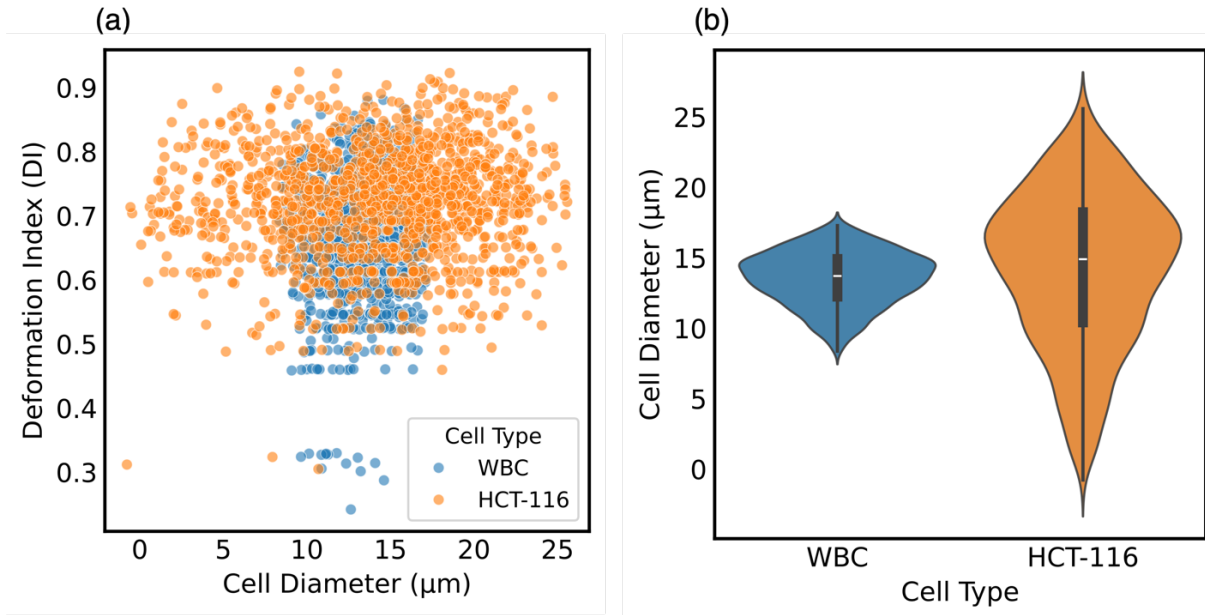 (a)
Deformation Index (DI)
0.9
0.8
0.7
0.6
0.5
0.4
0.3
0 5 10 15 20 25
Cell Diameter (μm)
Cell Type
WBC
HCT-116
(b)
Cell Diameter (μm)
25
20
15
10
5
0
WBC HCT-116
Cell Type